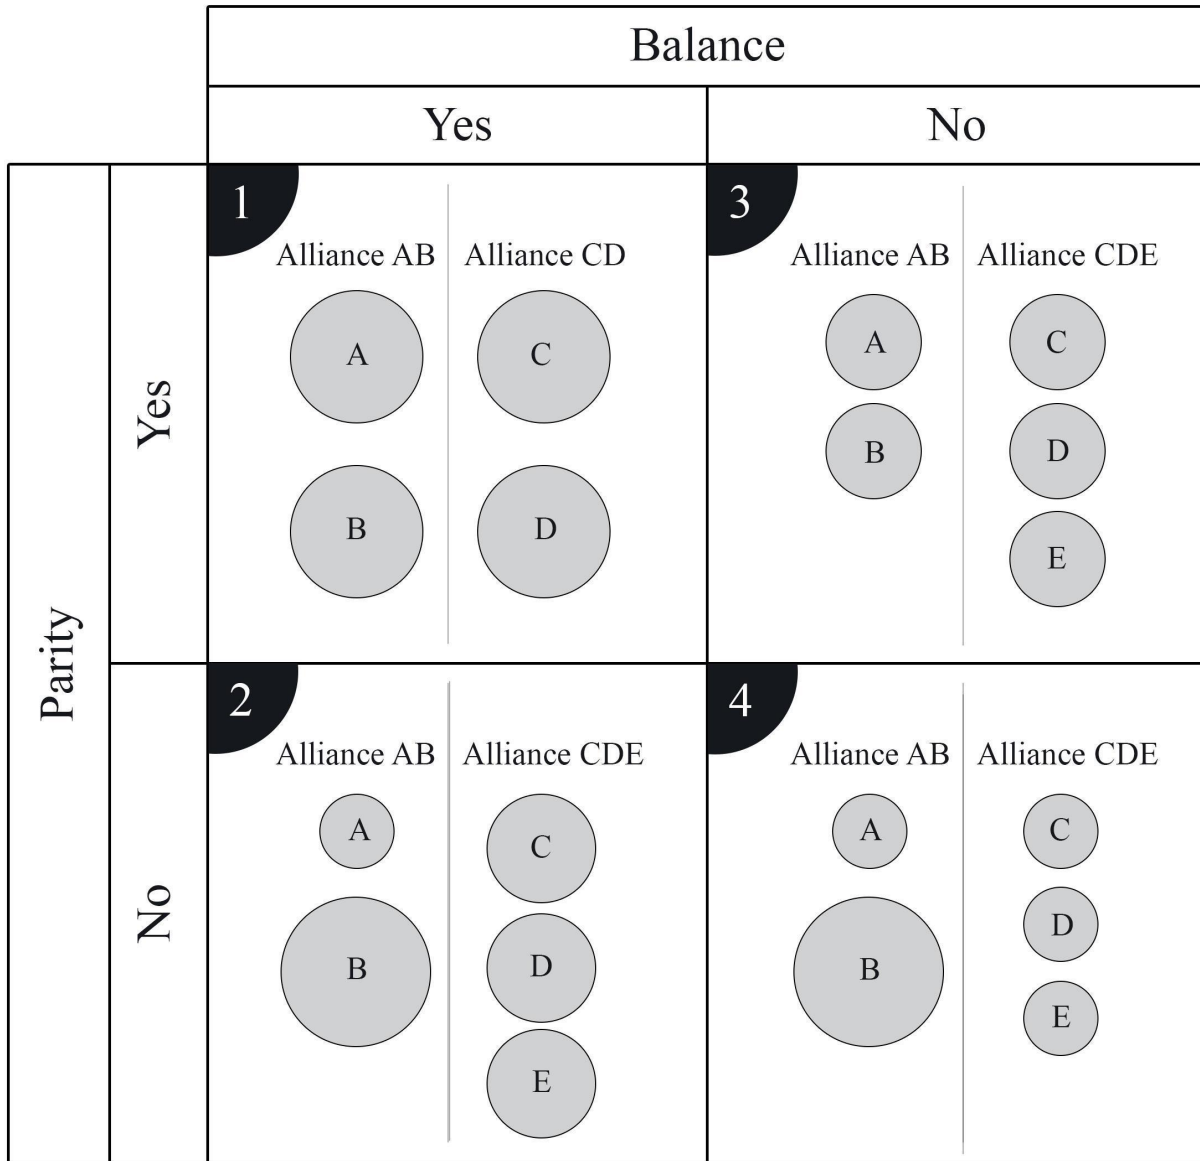 Balance
Yes
No
Parity
Yes
1
Alliance AB
Alliance CD
A
C
B
D
3
Alliance AB
Alliance CDE
A
C
B
D
E
No
2
Alliance AB
Alliance CDE
A
C
B
D
E
4
Alliance AB
Alliance CDE
A
C
D
B
E